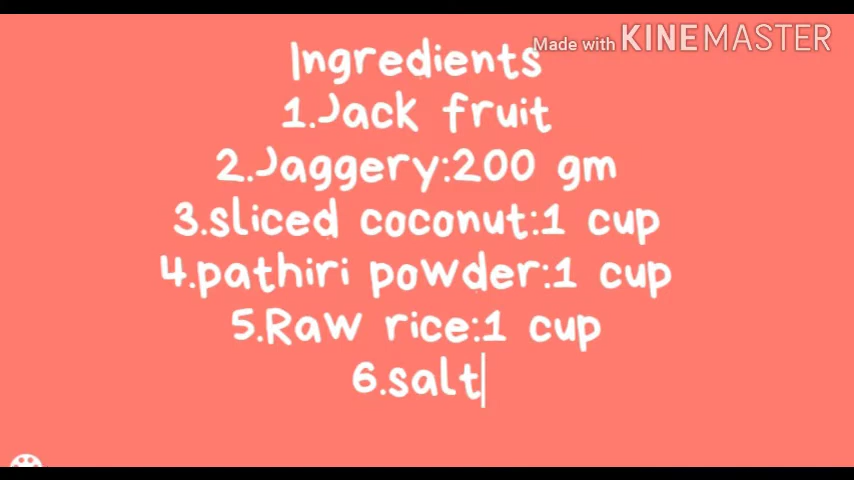 Made with KINEMASTER
Ingredients
1.Jack fruit
2.Jaggery:200 gm
3.sliced coconut:1 cup
4.pathiri powder:1 cup
5.Raw rice:1 cup
6.salt